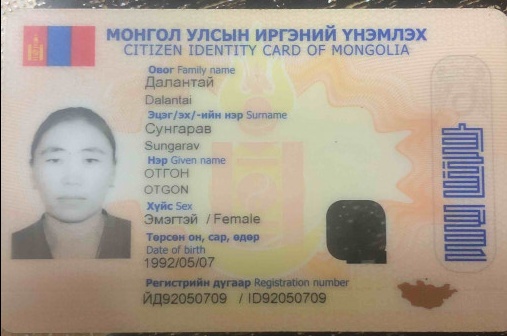 МОНГОЛ УЛСЫН ИРГЭНИЙ ҮНЭМЛЭХ
CITIZEN IDENTITY CARD OF MONGOLIA
Овог Family name
Далантай
Dalantai
Эцэг/эх/-ийн нэр Surname
Сунгарав
Sungarav
Нэр Given name
ОТГОН
OTGON
Хүйс Sex
Эмэгтэй / Female
Төрсөн он, сар, өдөр
Date of birth
1992/05/07
Регистрийн дугаар Registration number
ЙД92050709 / ID92050709